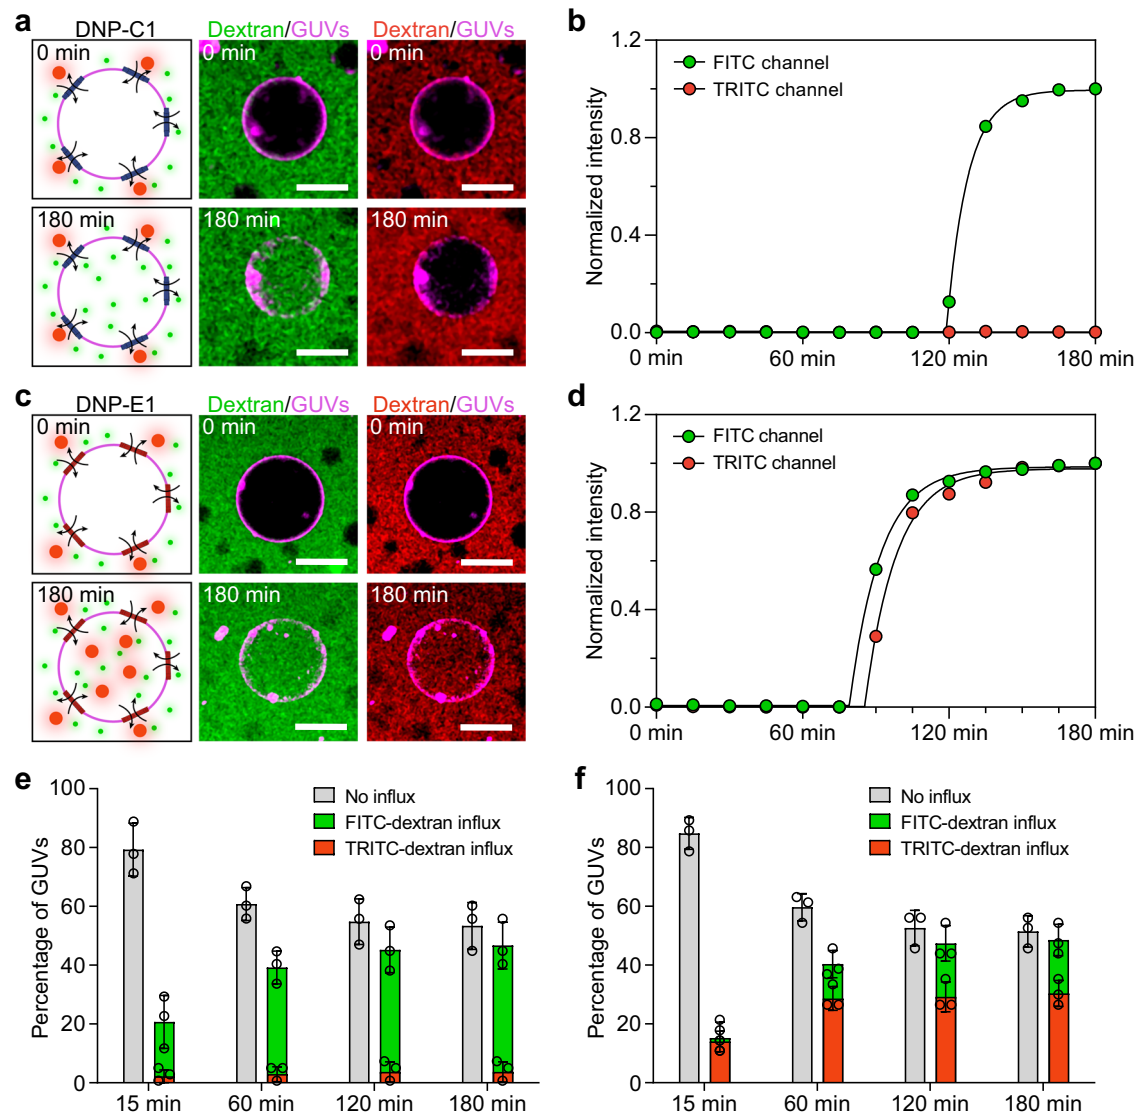 a
DNP-C1
Dextran/GUVs
Dextran/GUVs
0 min
0 min
0 min
180 min
180 min
180 min
b
Normalized intensity
1.2
0.8
0.4
0.0
FITC channel
TRITC channel
0 min
60 min
120 min
180 min
c
DNP-E1
Dextran/GUVs
Dextran/GUVs
0 min
0 min
0 min
180 min
180 min
180 min
d
Normalized intensity
1.2
0.8
0.4
0.0
FITC channel
TRITC channel
0 min
60 min
120 min
180 min
e
Percentage of GUVs
100
80
60
40
20
0
No influx
FITC-dextran influx
TRITC-dextran influx
15 min
60 min
120 min
180 min
f
Percentage of GUVs
100
80
60
40
20
0
No influx
FITC-dextran influx
TRITC-dextran influx
15 min
60 min
120 min
180 min